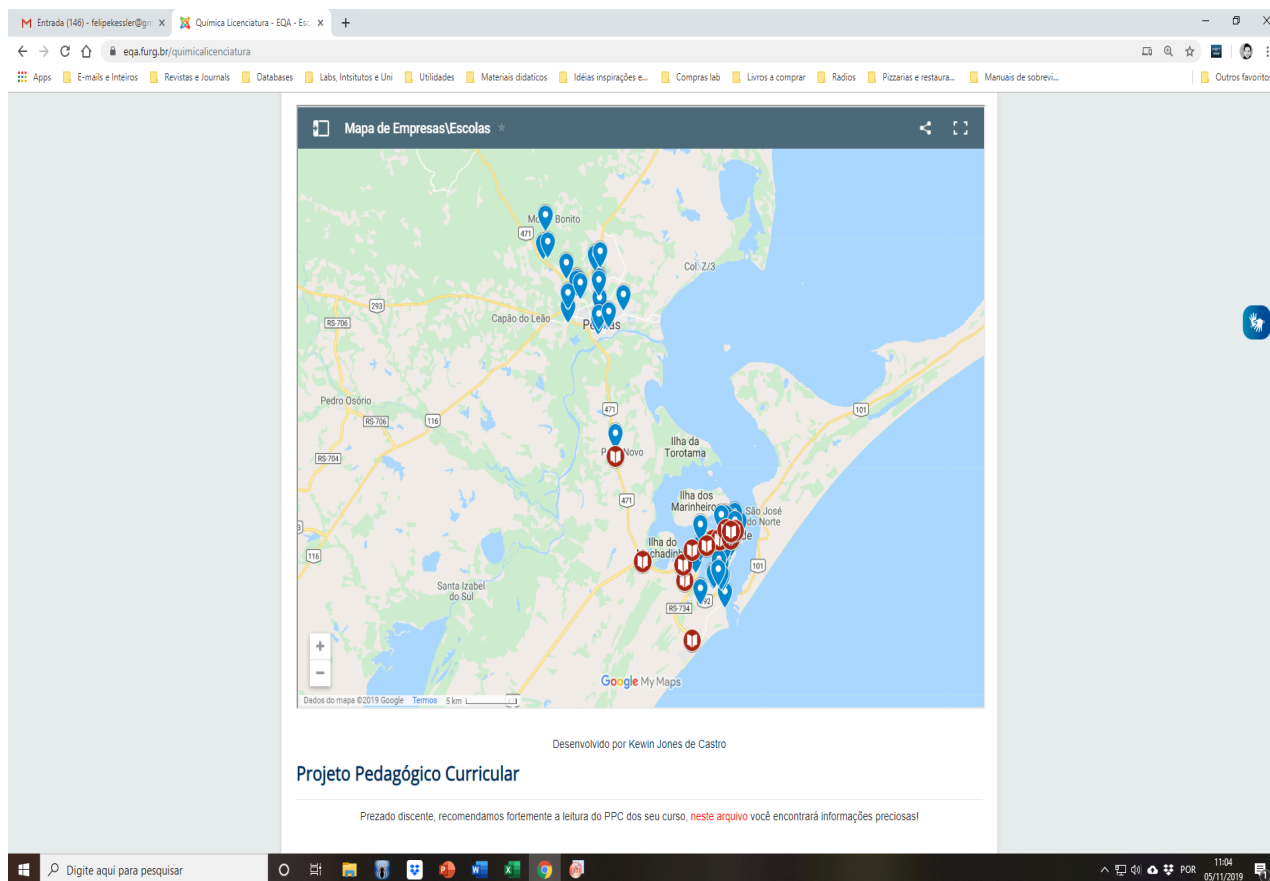 Entrada (146) - felipekessler@gm
Química Licenciatura - EQA - Esc
eqa.furg.br/quimicalicenciatura
Apps
E-mails e Inteiros
Revistas e Journals
Databases
Labs, Intsitutos e Uni
Utilidades
Materiais didaticos
Idéias inspirações e...
Compras lab
Livros a comprar
Radios
Pizzarias e restaura...
Manuais de sobrevi...
Outros favoritos
Mapa de Empresas\Escolas
Bonito
471
Col. Z/3
293
RS-706
Capão do Leão
Pedro Osório
RS-706
116
471
101
Ilha da
Torotama
RS-704
Novo
471
Ilha dos
Marinheiro
São José
do Norte
Ilha do
116
101
Santa Izabel
do Sul
RS-734
Google My Maps
Dados do mapa ©2019 Google Termos 5 km
Desenvolvido por Kewin Jones de Castro
Projeto Pedagógico Curricular
Prezado discente, recomendamos fortemente a leitura do PPC dos seu curso, neste arquivo você encontrará informações preciosas!
Digite aqui para pesquisar
POR
11:04
05/11/2019